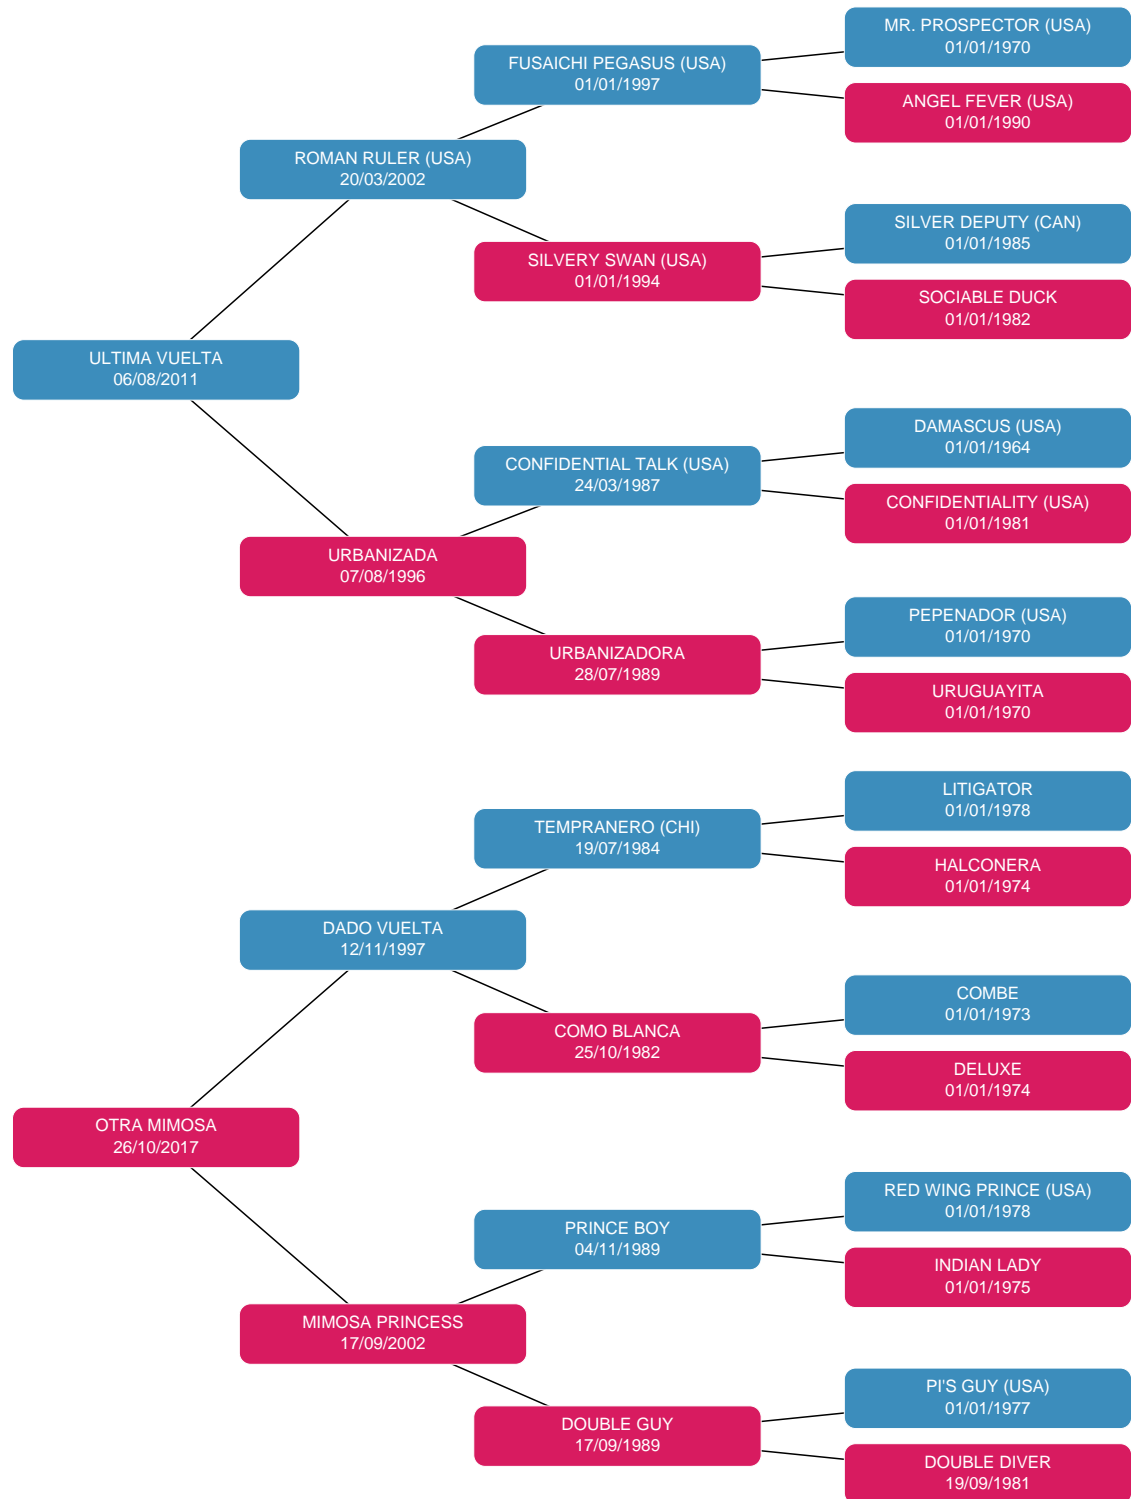 MR. PROSPECTOR (USA)
01/01/1970
FUSAICHI PEGASUS (USA)
01/01/1997
ANGEL FEVER (USA)
01/01/1990
ROMAN RULER (USA)
20/03/2002
SILVER DEPUTY (CAN)
01/01/1985
SILVERY SWAN (USA)
01/01/1994
SOCIABLE DUCK
01/01/1982
ULTIMA VUELTA
06/08/2011
DAMASCUS (USA)
01/01/1964
CONFIDENTIAL TALK (USA)
24/03/1987
CONFIDENTIALITY (USA)
01/01/1981
URBANIZADA
07/08/1996
PEPENADOR (USA)
01/01/1970
URBANIZADORA
28/07/1989
URUGUAYITA
01/01/1970
LITIGATOR
01/01/1978
TEMPRANERO (CHI)
19/07/1984
HALCONERA
01/01/1974
DADO VUELTA
12/11/1997
COMBE
01/01/1973
COMO BLANCA
25/10/1982
DELUXE
01/01/1974
OTRA MIMOSA
26/10/2017
RED WING PRINCE (USA)
01/01/1978
PRINCE BOY
04/11/1989
INDIAN LADY
01/01/1975
MIMOSA PRINCESS
17/09/2002
PI'S GUY (USA)
01/01/1977
DOUBLE GUY
17/09/1989
DOUBLE DIVER
19/09/1981